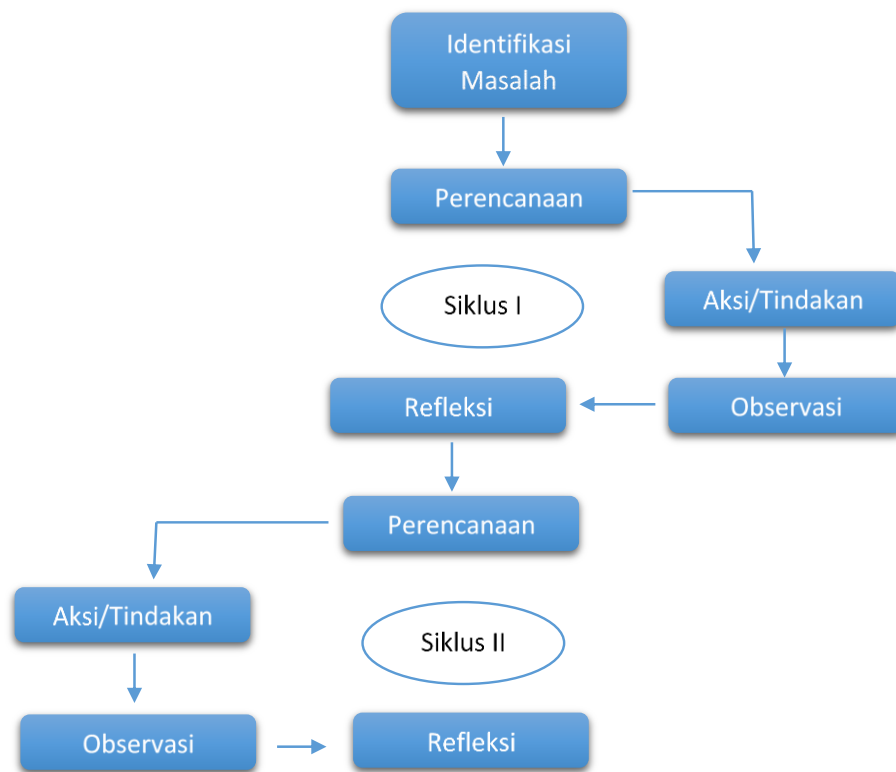 Identifikasi
Masalah
Perencanaan
Aksi/Tindakan
Siklus I
Observasi
Refleksi
Perencanaan
Aksi/Tindakan
Siklus II
Observasi
Refleksi